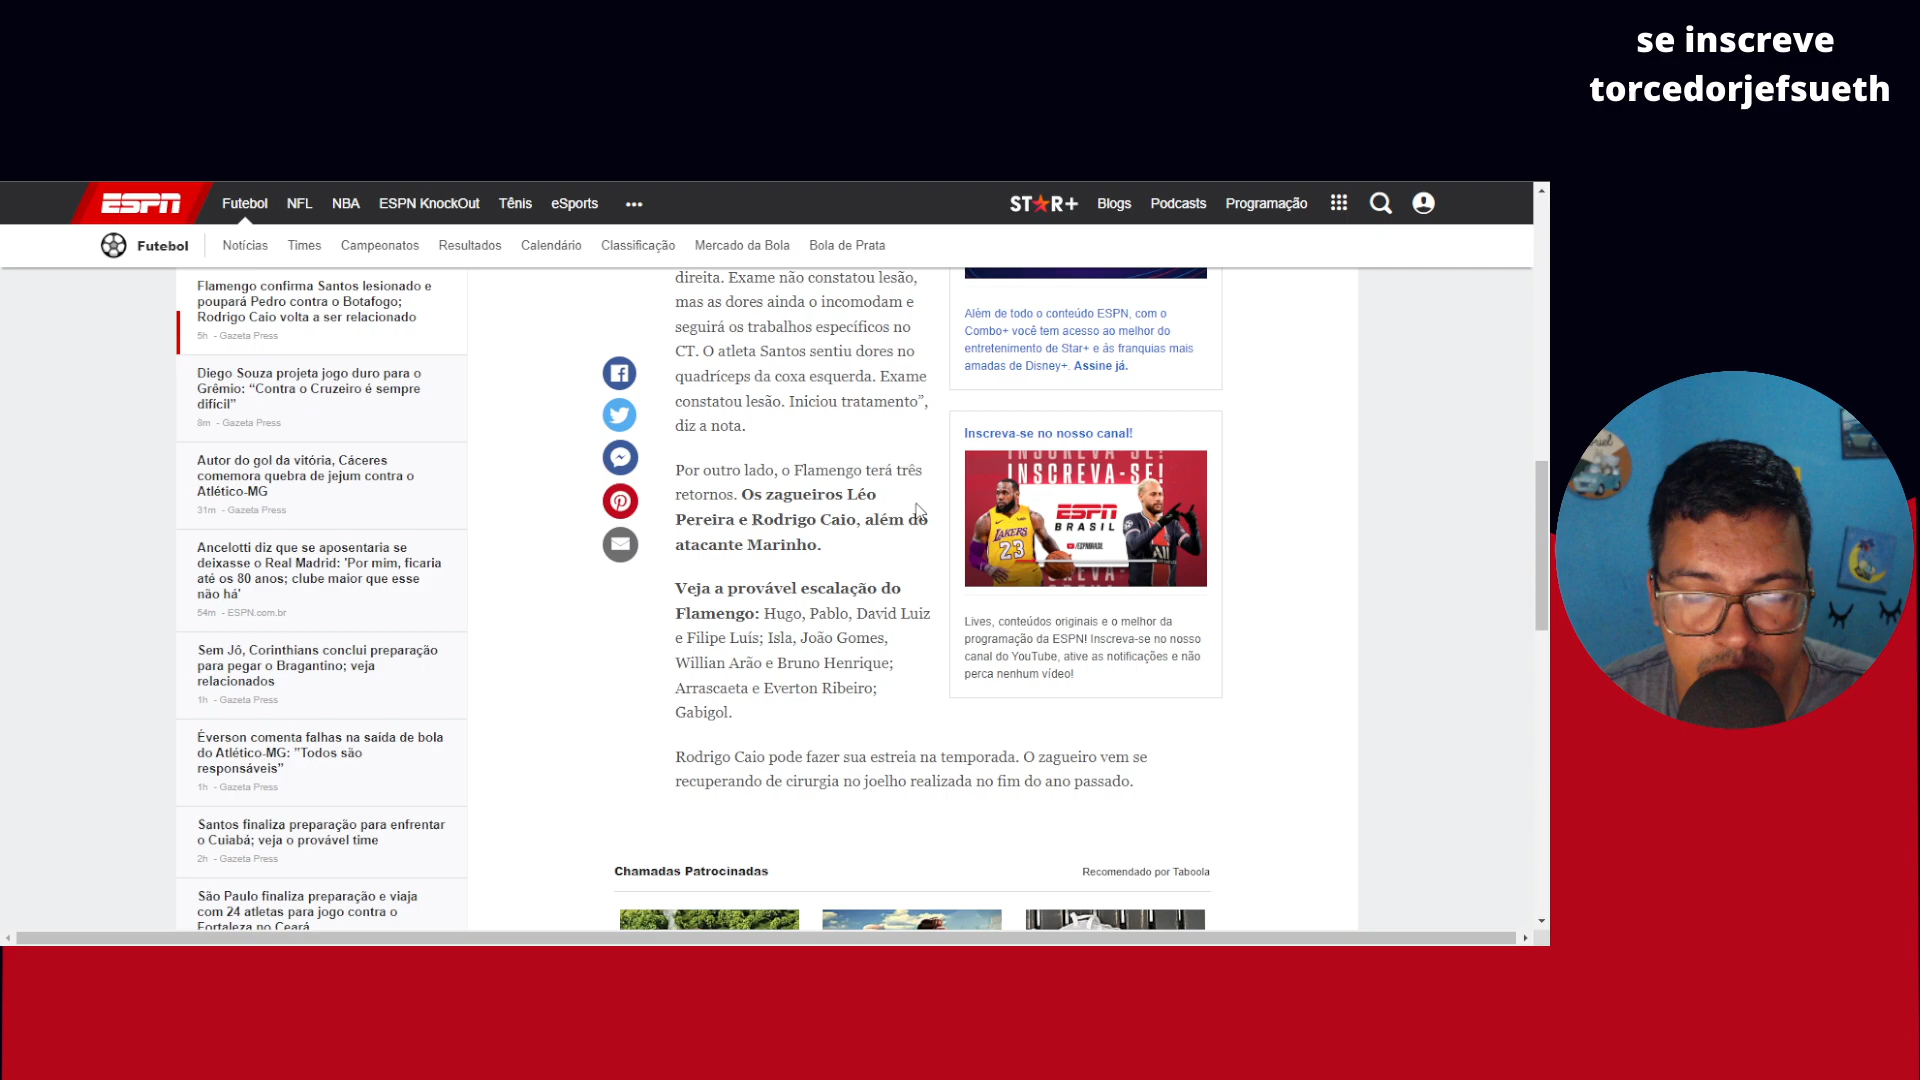 se inscreve
torcedorjefsueth
ESPN
Futebol
NFL
NBA
ESPN KnockOut
Tênis
eSports
STAR+
Blogs
Podcasts
Programação
Futebol
Notícias
Times
Campeonatos
Resultados
Calendário
Classificação
Mercado da Bola
Bola de Prata
Flamengo confirma Santos lesionado e
poupará Pedro contra o Botafogo;
Rodrigo Caio volta a ser relacionado
5h - Gazeta Press
Diego Souza projeta jogo duro para o
Grêmio: “Contra o Cruzeiro é sempre
difícil”
8m - Gazeta Press
Autor do gol da vitória, Cáceres
comemora quebra de jejum contra o
Atlético-MG
31m - Gazeta Press
Ancelotti diz que se aposentaria se
deixasse o Real Madrid: 'Por mim, ficaria
até os 80 anos; clube maior que esse
não há'
54m - ESPN.com.br
Sem Jô, Corinthians conclui preparação
para pegar o Bragantino; veja
relacionados
1h - Gazeta Press
Éverson comenta falhas na saída de bola
do Atlético-MG: "Todos são
responsáveis”
1h - Gazeta Press
Santos finaliza preparação para enfrentar
o Cuiabá; veja o provável time
2h - Gazeta Press
São Paulo finaliza preparação e viaja
com 24 atletas para jogo contra o
Fortaleza no Ceará
direita. Exame não constatou lesão,
mas as dores ainda o incomodam e
seguirá os trabalhos específicos no
CT. O atleta Santos sentiu dores no
quadríceps da coxa esquerda. Exame
constatou lesão. Iniciou tratamento”,
diz a nota.
Por outro lado, o Flamengo terá três
retornos. Os zagueiros Léo
Pereira e Rodrigo Caio, além do
atacante Marinho.
Veja a provável escalação do
Flamengo: Hugo, Pablo, David Luiz
e Filipe Luís; Isla, João Gomes,
Willian Arão e Bruno Henrique;
Arrascaeta e Everton Ribeiro;
Gabigol.
Rodrigo Caio pode fazer sua estreia na temporada. O zagueiro vem se
recuperando de cirurgia no joelho realizada no fim do ano passado.
Além de todo o conteúdo ESPN, com o
Combo+ você tem acesso ao melhor do
entretenimento de Star+ e às franquias mais
amadas de Disney+. Assine já.
Inscreva-se no nosso canal!
INSCREVA-SE!
ESPN
BRASIL
LAKERS
23
Lives, conteúdos originais e o melhor da
programação da ESPN! Inscreva-se no nosso
canal do YouTube, ative as notificações e não
perca nenhum vídeo!
Chamadas Patrocinadas
Recomendado por Taboola